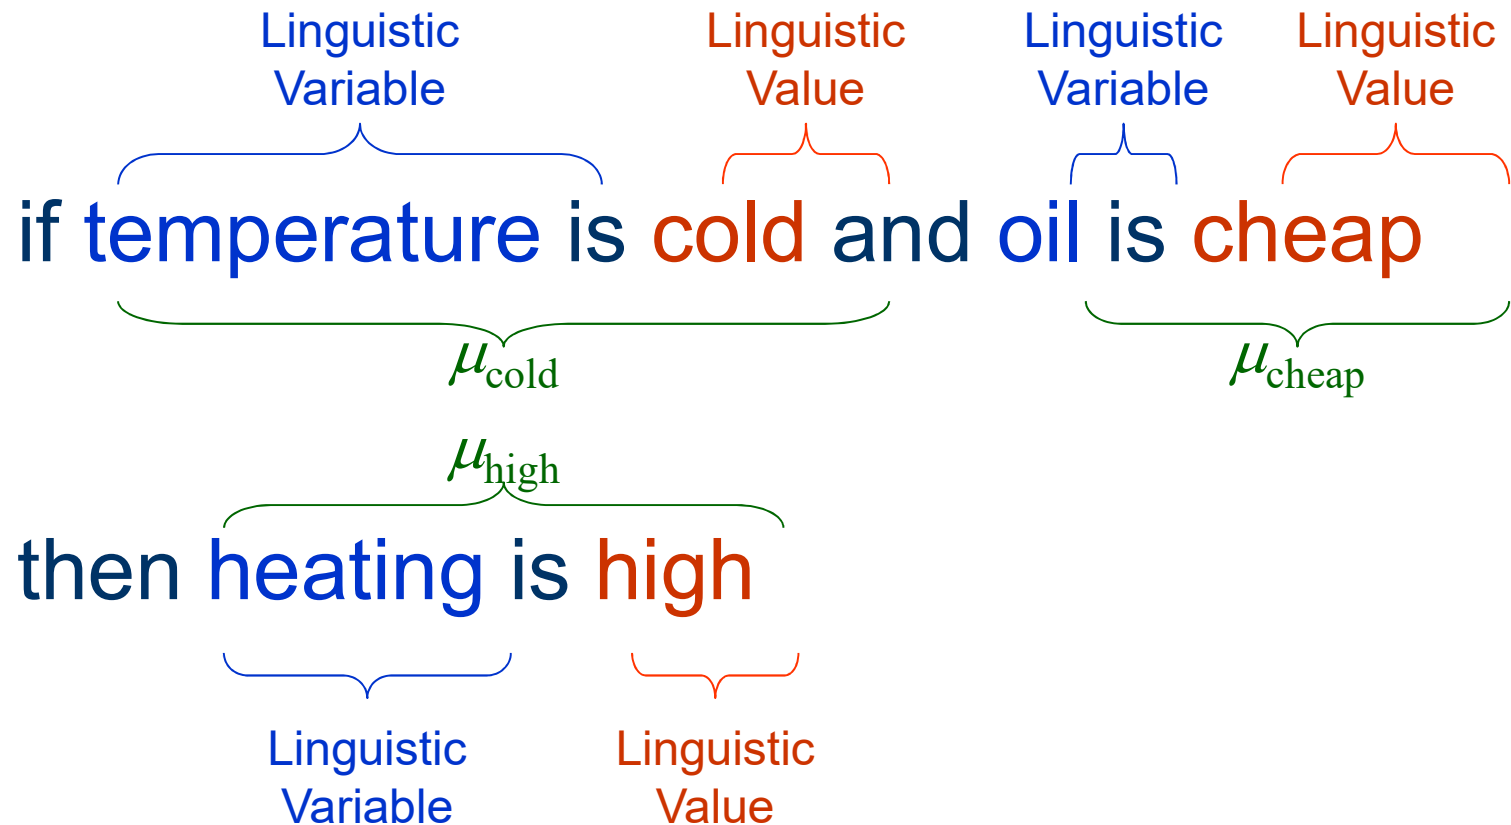 Linguistic Variable Linguistic Value Linguistic Variable Linguistic Value
if temperature is cold and oil is cheap
μcold μcheap
μhigh
then heating is high
Linguistic Variable Linguistic Value